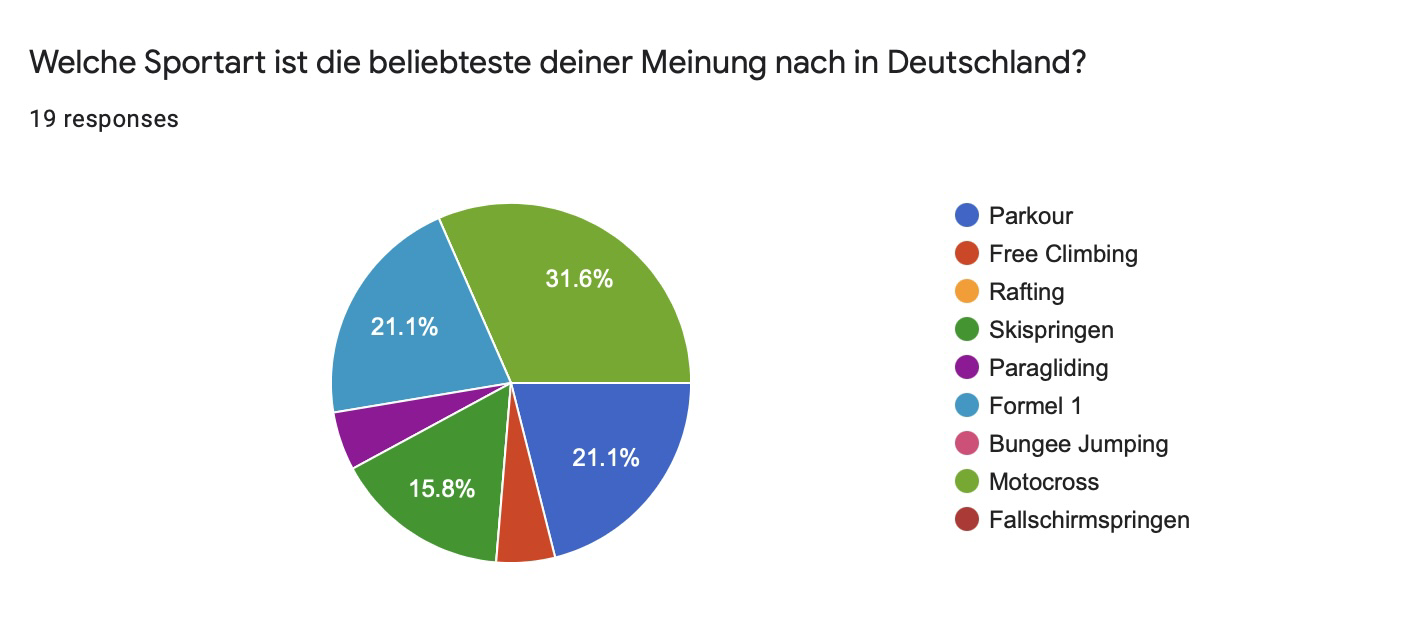 Welche Sportart ist die beliebteste deiner Meinung nach in Deutschland?
19 responses
31.6%
21.1%
21.1%
15.8%
Parkour
Free Climbing
Rafting
Skispringen
Paragliding
Formel 1
Bungee Jumping
Motocross
Fallschirmspringen